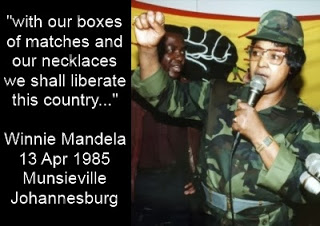 "with our boxes
of matches and
our necklaces
we shall liberate
this country..."
Winnie Mandela
13 Apr 1985
Munsieville
Johannesburg